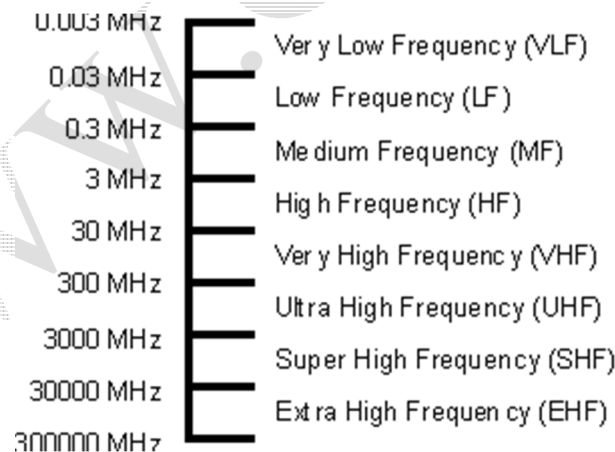 0.003 MHz
Very Low Frequency (VLF)
0.03 MHz
Low Frequency (LF)
0.3 MHz
Medium Frequency (MF)
3 MHz
High Frequency (HF)
30 MHz
Very High Frequency (VHF)
300 MHz
Ultra High Frequency (UHF)
3000 MHz
Super High Frequency (SHF)
30000 MHz
Extra High Frequency (EHF)
300000 MHz